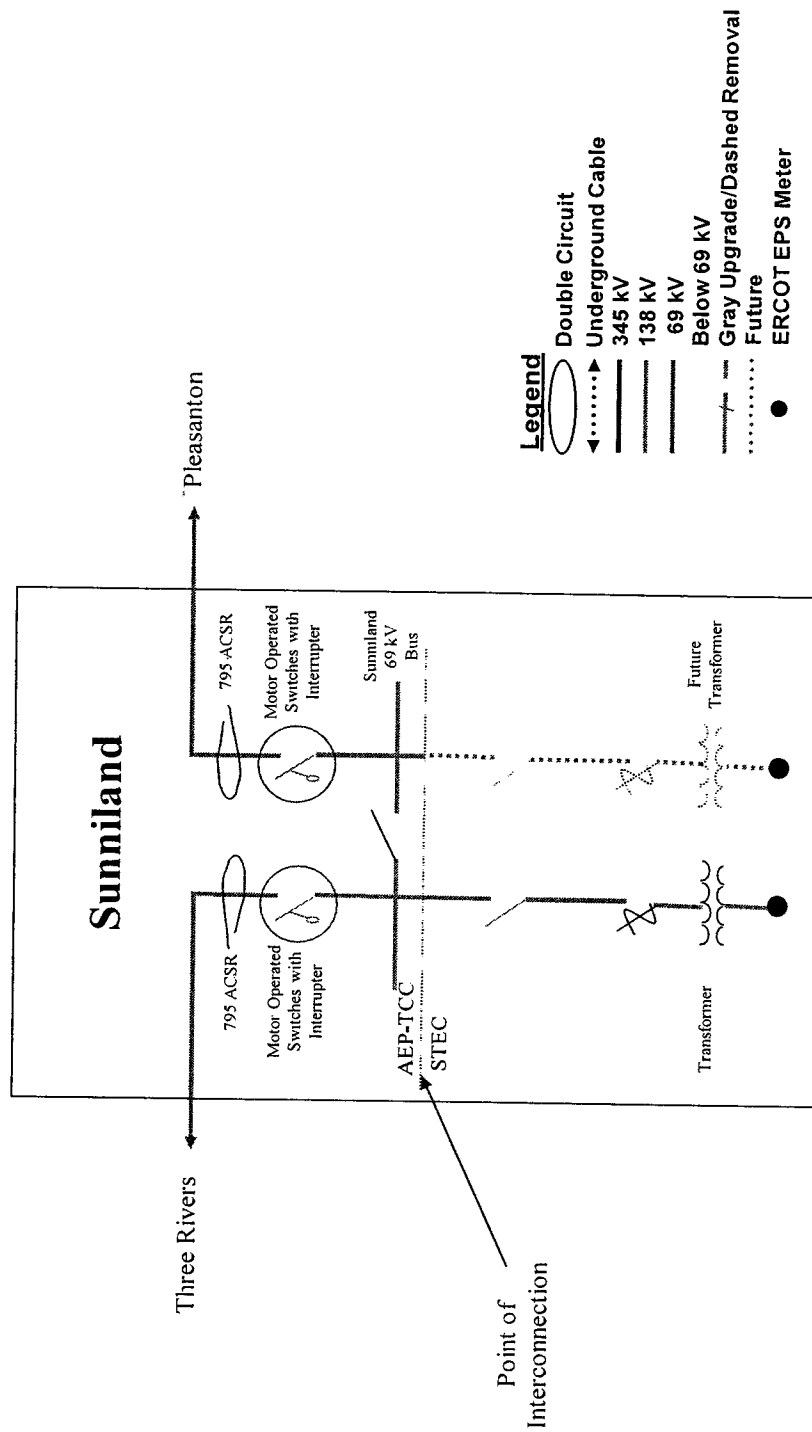 Sunniland
Three Rivers
Pleasanton
795 ACSR
795 ACSR
Motor Operated
Switches with
Interrupter
Motor Operated
Switches with
Interrupter
Sunniland
69 kV
Bus
AEP-TCC
STEC
Point of
Interconnection
Transformer
Future
Transformer
Legend
Double Circuit
Underground Cable
345 kV
138 kV
69 kV
Below 69 kV
Gray Upgrade/Dashed Removal
Future
ERCOT EPS Meter